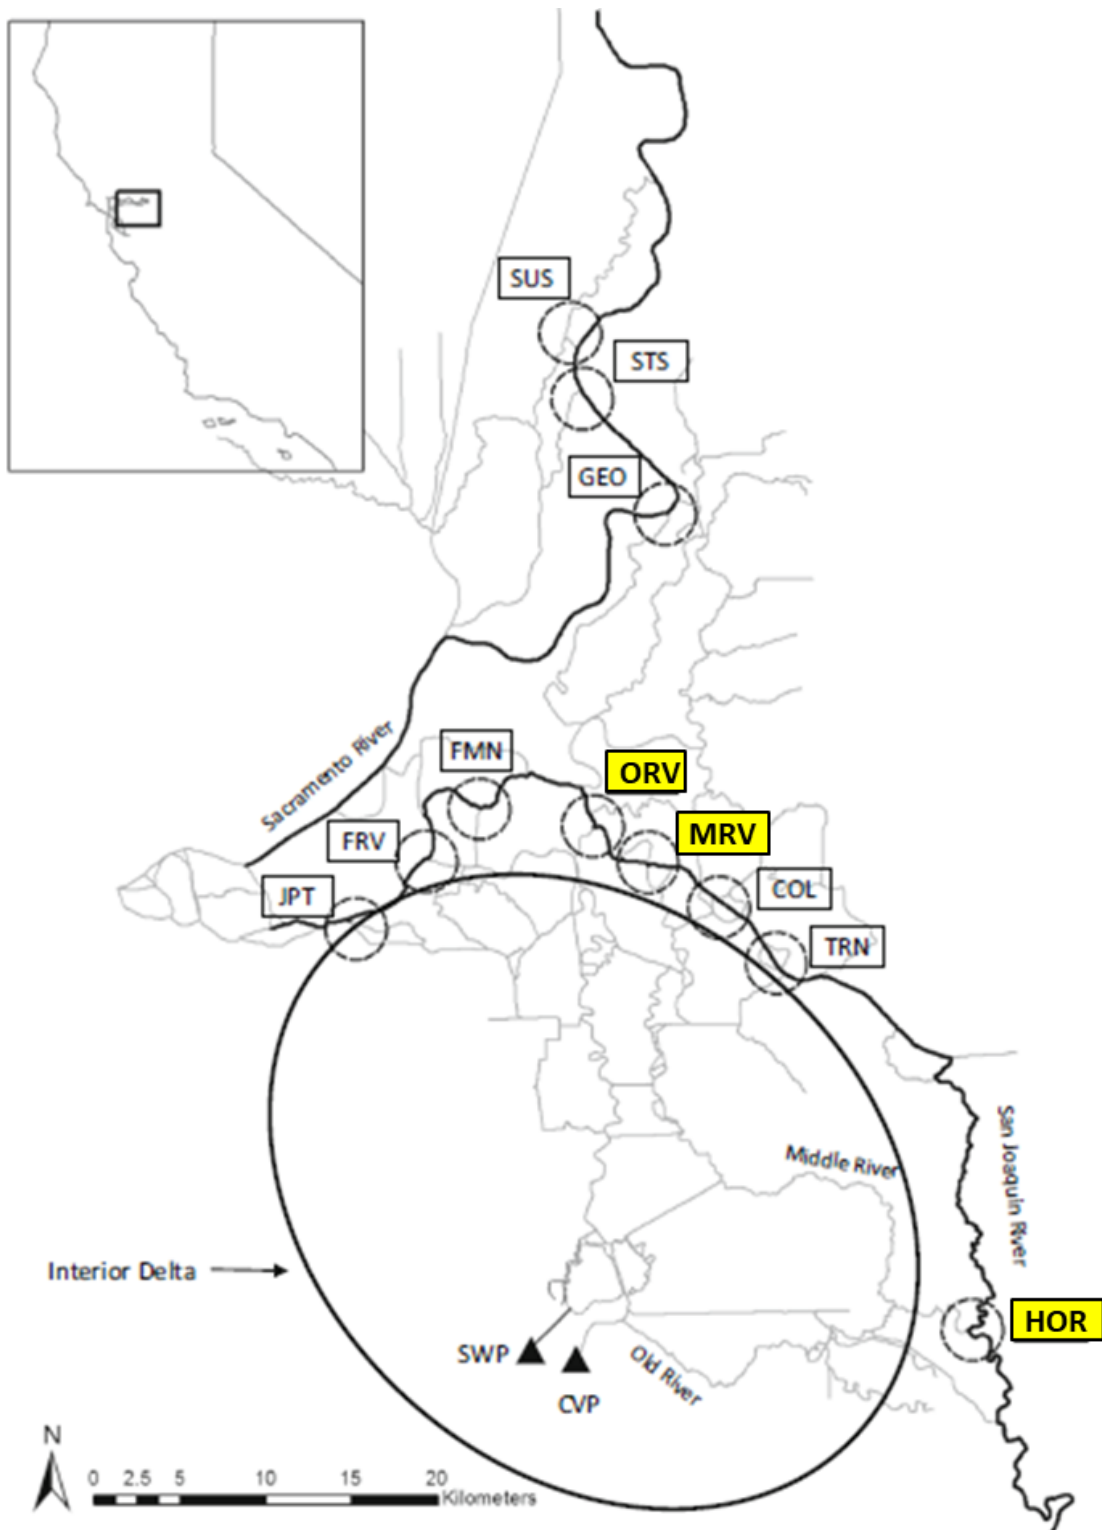 SUS
STS
GEO
Sacramento River
FMN
ORV
FRV
MRV
JPT
COL
TRN
Middle River
San Joaquin River
Interior Delta
HOR
SWP
Old River
CVP
N
0 2.5 5 10 15 20
Kilometers